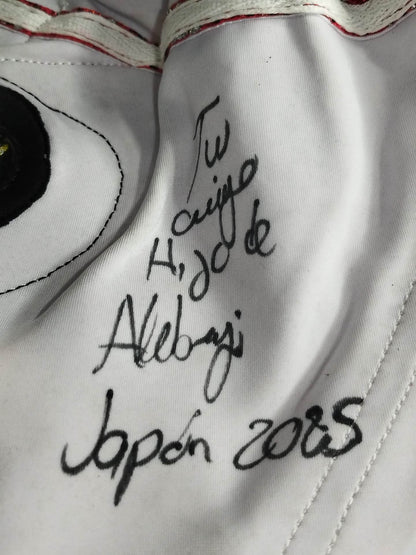 Tu
amigo
Hijo de
Alebrije
Japón 2025